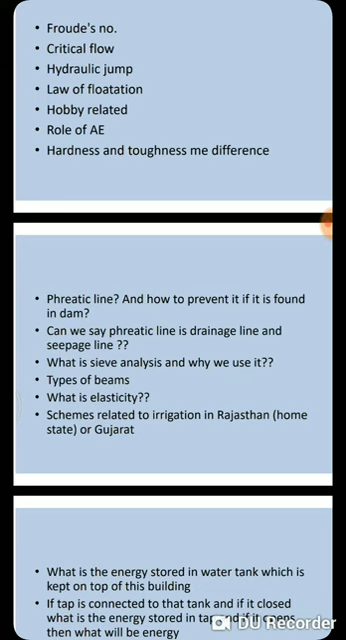 • Froude's no.
• Critical flow
• Hydraulic jump
• Law of floatation
• Hobby related
• Role of AE
• Hardness and toughness me difference
• Phreatic line? And how to prevent it if it is found
in dam?
• Can we say phreatic line is drainage line and
seepage line ??
• What is sieve analysis and why we use it??
• Types of beams
• What is elasticity??
• Schemes related to irrigation in Rajasthan (home
state) or Gujarat
• What is the energy stored in water tank which is
kept on top of this building
• If tap is connected to that tank and if it closed
what is the energy stored in
then what will be energy
DU Recorder